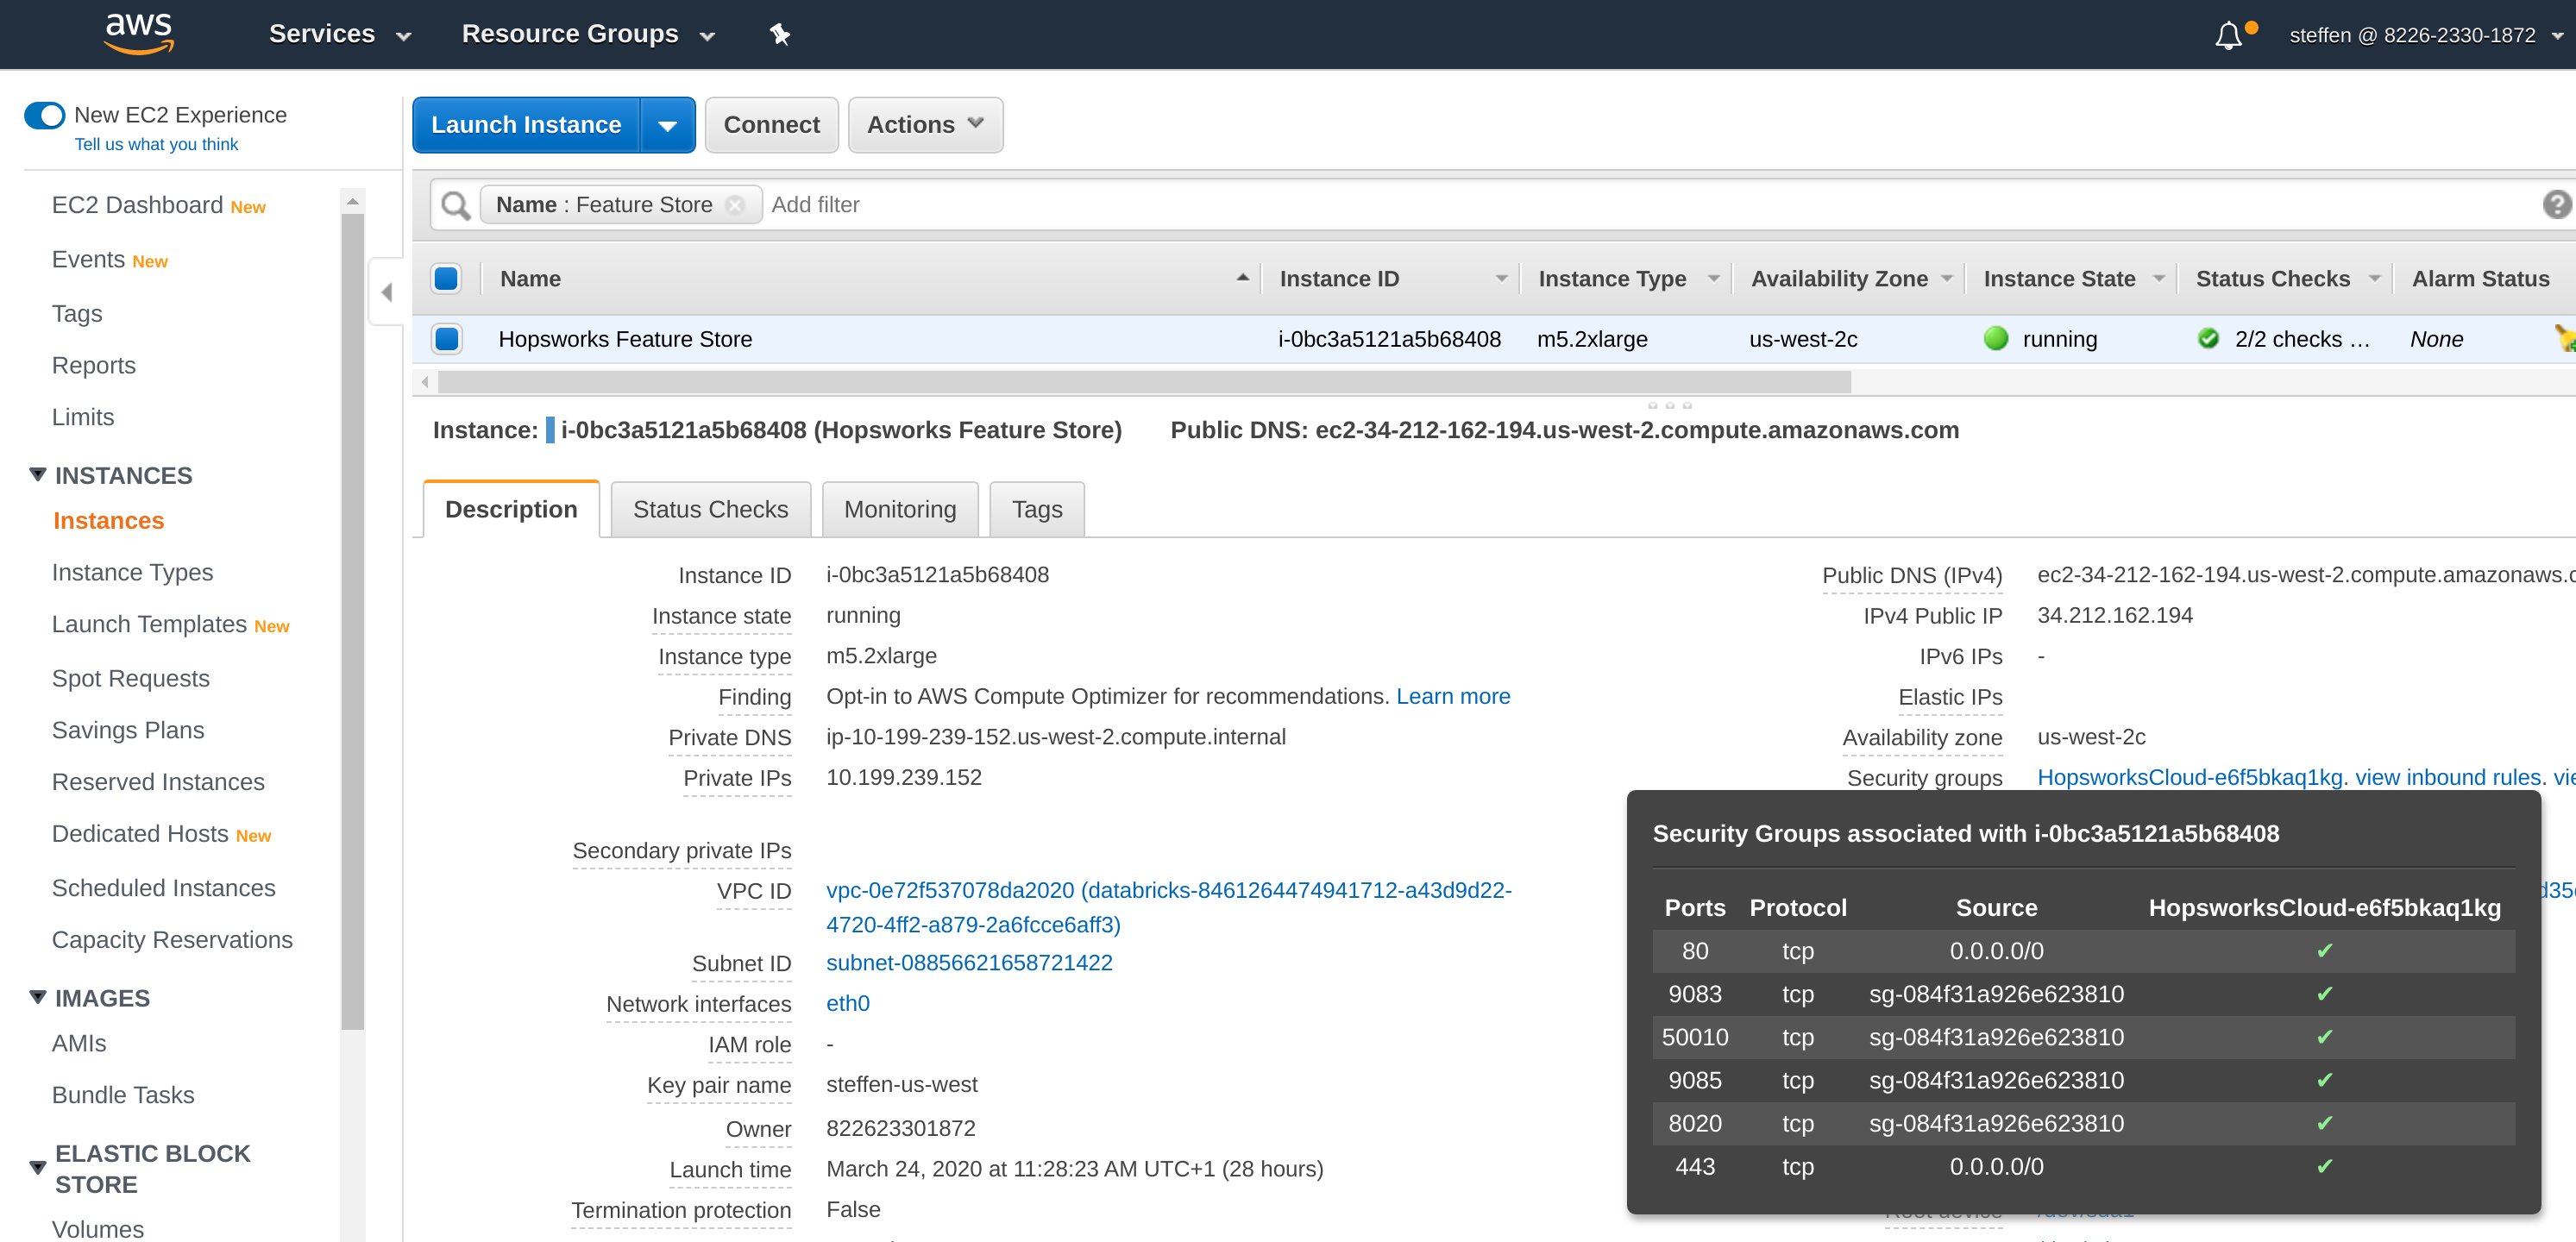 aws Services Resource Groups steffen @ 8226-2330-1872
New EC2 Experience
Tell us what you think
EC2 Dashboard New
Events New
Tags
Reports
Limits
INSTANCES
Instances
Instance Types
Launch Templates New
Spot Requests
Savings Plans
Reserved Instances
Dedicated Hosts New
Scheduled Instances
Capacity Reservations
IMAGES
AMIs
Bundle Tasks
ELASTIC BLOCK
STORE
Volumes
Launch Instance Connect Actions
Name : Feature Store Add filter
Name Instance ID Instance Type Availability Zone Instance State Status Checks Alarm Status
Hopsworks Feature Store i-0bc3a5121a5b68408 m5.2xlarge us-west-2c running 2/2 checks … None
Instance: i-0bc3a5121a5b68408 (Hopsworks Feature Store) Public DNS: ec2-34-212-162-194.us-west-2.compute.amazonaws.com
Description Status Checks Monitoring Tags
Instance ID i-0bc3a5121a5b68408
Instance state running
Instance type m5.2xlarge
Finding Opt-in to AWS Compute Optimizer for recommendations. Learn more
Private DNS ip-10-199-239-152.us-west-2.compute.internal
Private IPs 10.199.239.152
Secondary private IPs
VPC ID vpc-0e72f537078da2020 (databricks-8461264474941712-a43d9d22-
4720-4ff2-a879-2a6fcce6aff3)
Subnet ID subnet-08856621658721422
Network interfaces eth0
IAM role -
Key pair name steffen-us-west
Owner 822623301872
Launch time March 24, 2020 at 11:28:23 AM UTC+1 (28 hours)
Termination protection False
Public DNS (IPv4) ec2-34-212-162-194.us-west-2.compute.amazonaws.c
IPv4 Public IP 34.212.162.194
IPv6 IPs -
Elastic IPs
Availability zone us-west-2c
Security groups HopsworksCloud-e6f5bkaq1kg. view inbound rules. vie
Security Groups associated with i-0bc3a5121a5b68408
Ports Protocol Source HopsworksCloud-e6f5bkaq1kg
80 tcp 0.0.0.0/0 ✔
9083 tcp sg-084f31a926e623810 ✔
50010 tcp sg-084f31a926e623810 ✔
9085 tcp sg-084f31a926e623810 ✔
8020 tcp sg-084f31a926e623810 ✔
443 tcp 0.0.0.0/0 ✔